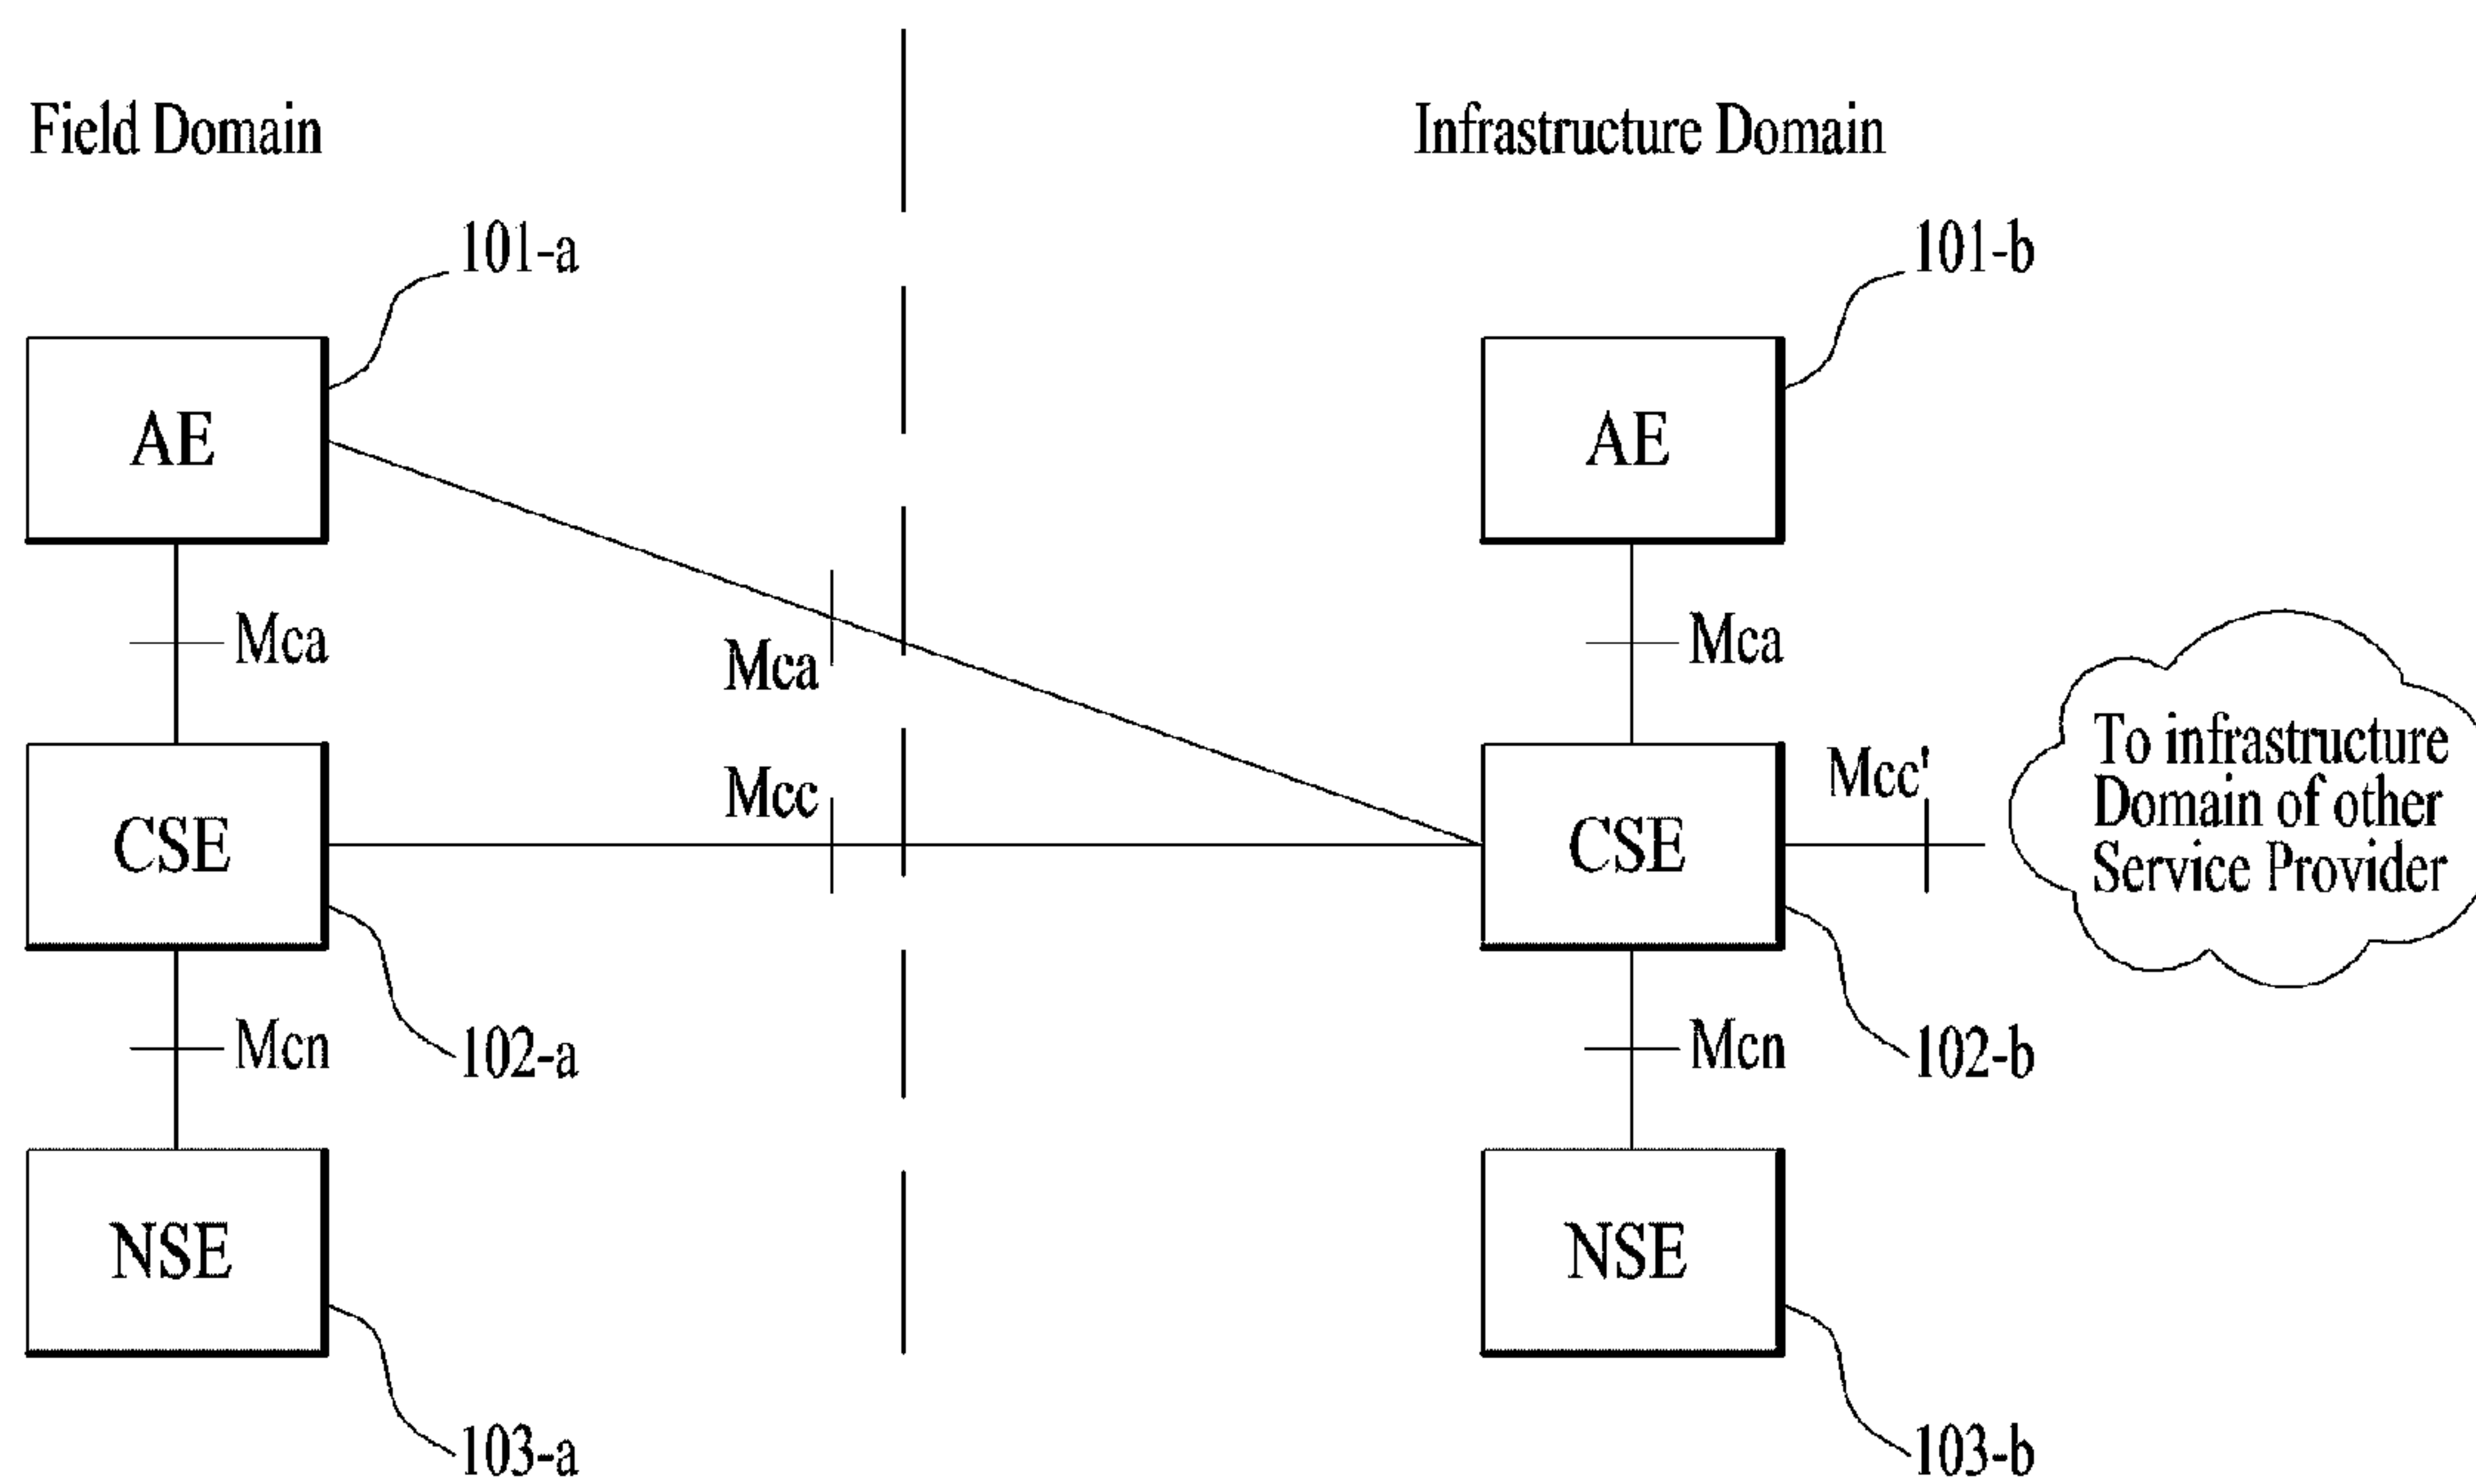 Field Domain
Infrastructure Domain
101-a
101-b
AE
AE
Mca
Mca
Mca
Mcc
Mcc'
To infrastructure
Domain of other
Service Provider
CSE
CSE
102-a
102-b
Mcn
Mcn
NSE
NSE
103-a
103-b